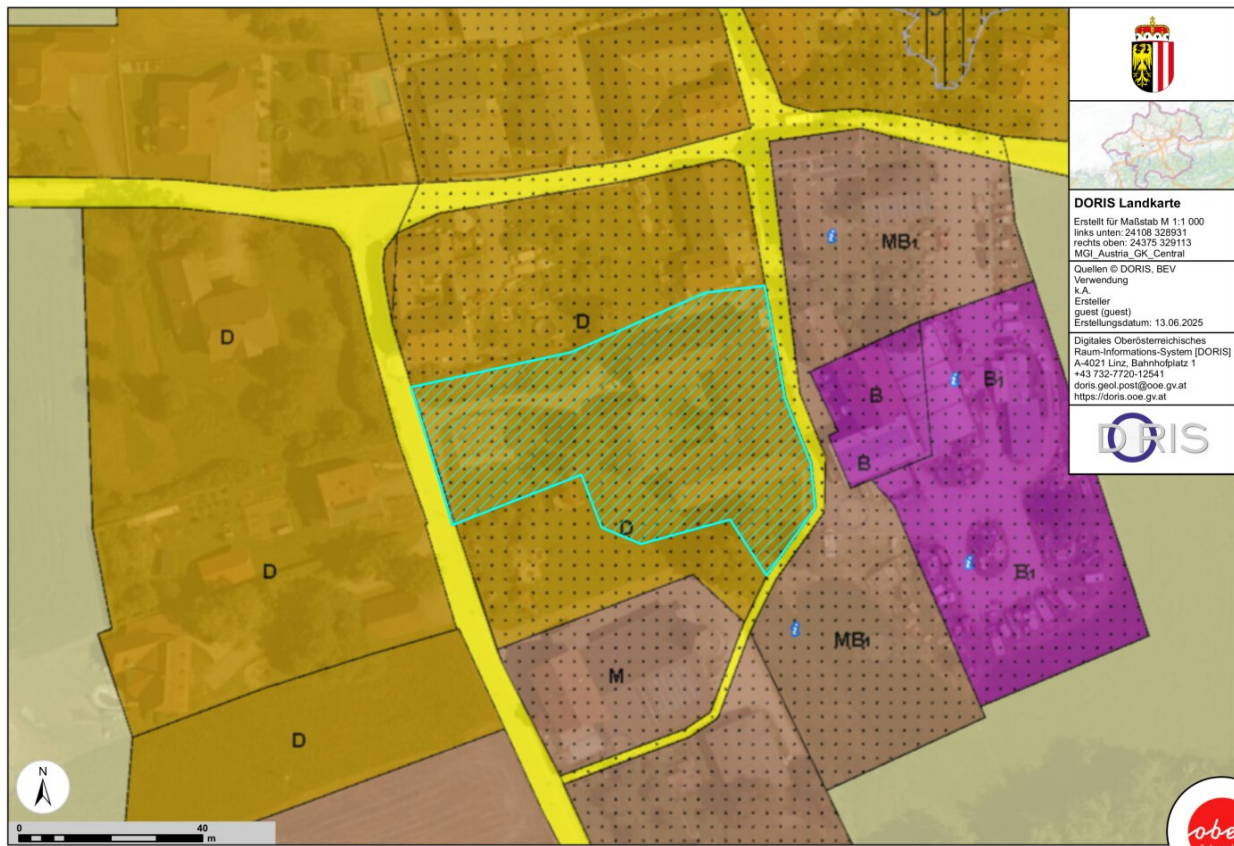 DORIS Landkarte
Erstellt für Maßstab M 1:1 000
links unten: 24108 328931
rechts oben: 24375 329113
MGI_Austria_GK_Central
Quellen © DORIS, BEV
Verwendung
k.A.
Ersteller
guest (guest)
Erstellungsdatum: 13.06.2025
Digitales Oberösterreichisches
Raum-Informations-System [DORIS]
A-4021 Linz, Bahnhofplatz 1
+43 732-7720-12541
doris.geol.post@ooe.gv.at
https://doris.ooe.gv.at
DORIS
MB1
D
D
B1
B
B
D
D
B1
MB1
M
D
N
0 40
m
obe